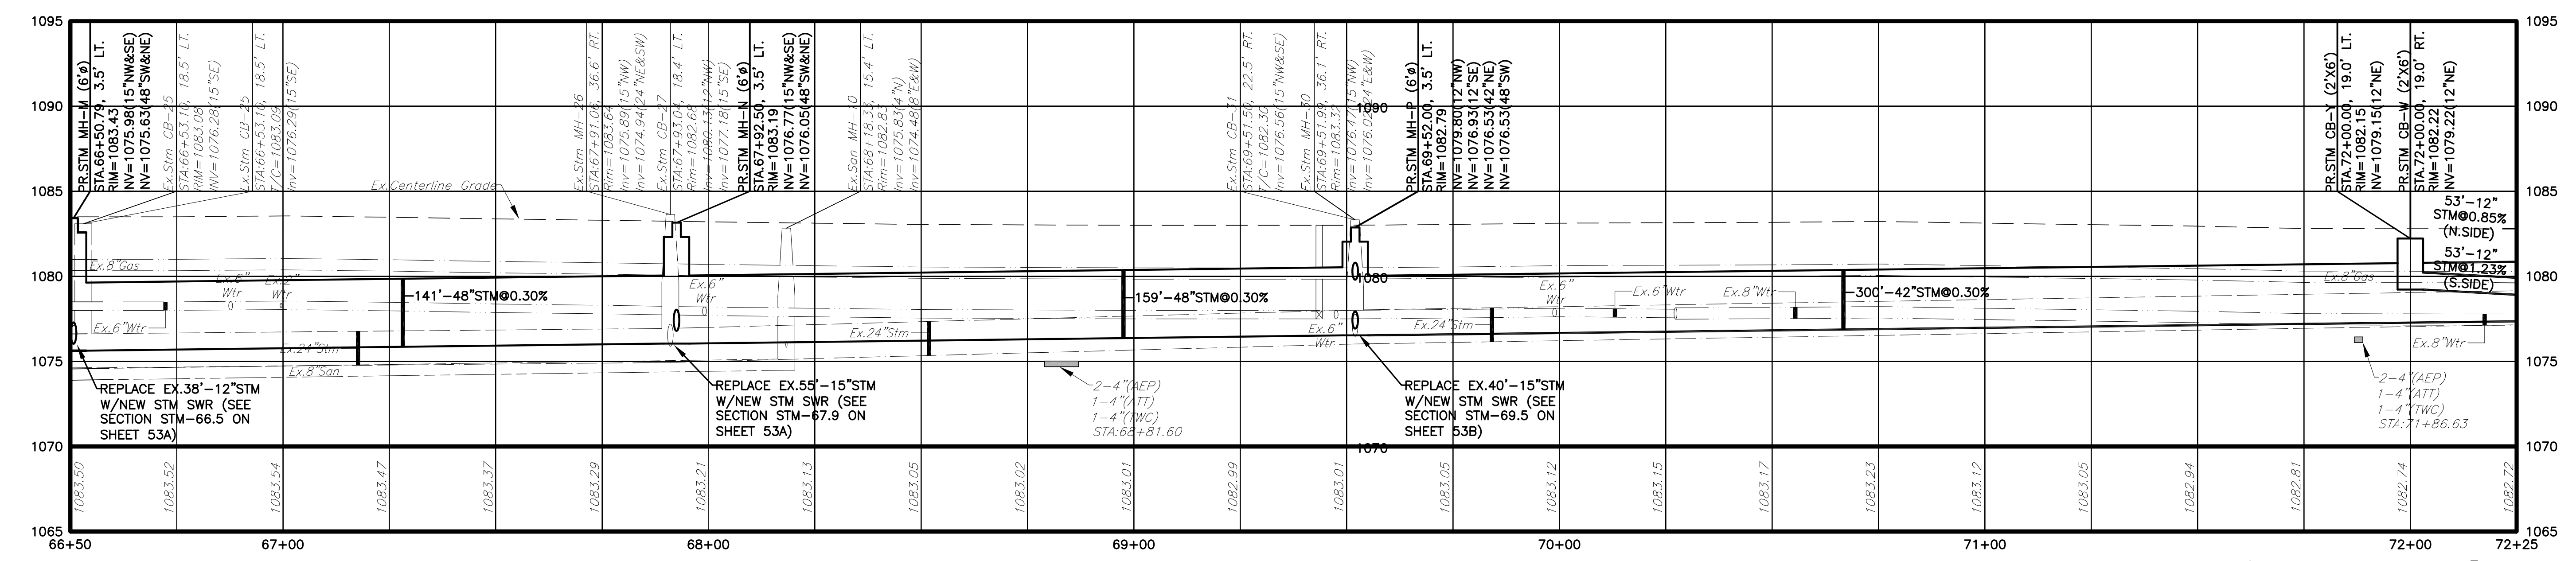 1095
1090
1085
1080
1075
1070
1065
PR.STM MH-M (6'ø)
STA.66+50.79, 3.5' LT.
RIM=1083.43
NV=1075.98(15"NW&SE)
NV=1075.63(48"SW&NE)
Ex.Stm CB-25
STA:66+53.10, 18.5' LT.
RIM=1083.08
INV=1076.28(15"SE)
Ex.Stm CB-25
STA:66+53.10, 18.5' LT.
T/C=1083.09
Inv=1076.29(15"SE)
Ex.Stm MH-26
STA:67+91.06, 36.6' RT.
Rim=1083.64
Inv=1075.89(15"NW)
Inv=1074.94(24"NE&SW)
Ex.Stm CB-27
STA:67+93.04, 18.4' LT.
Rim=1082.68
Inv=1080.13(12"NW)
Inv=1077.18(15"SE)
PR.STM MH-N (6'ø)
STA.67+92.50, 3.5' LT.
RIM=1083.19
NV=1076.77(15"NW&SE)
NV=1076.05(48"SW&NE)
Ex.San MH-10
STA:68+18.33, 15.4' LT.
Rim=1082.83
Inv=1075.83(4"N)
Inv=1074.48(8"E&W)
Ex.Stm CB-31
STA:69+51.50, 22.5' RT.
T/C=1082.30
Inv=1076.56(15"NW&SE)
Ex.Stm MH-30
STA:69+51.99, 36.1' RT.
Rim=1083.32
Inv=1076.47(15"NW)
Inv=1076.02(24"E&W)
1090
PR.STM MH-P (6'ø)
STA.69+52.00, 3.5' LT.
RIM=1082.79
NV=1079.80(12"NW)
NV=1076.93(12"SE)
NV=1076.53(42"NE)
NV=1076.53(48"SW)
PR.STM CB-Y (2'X6')
STA.72+00.00, 19.0' LT.
RIM=1082.15
NV=1079.15(12"NE)
PR.STM CB-W (2'X6')
STA.72+00.00, 19.0' RT.
RIM=1082.22
NV=1079.22(12"NE)
Ex.Centerline Grade
53'-12"
STM@0.85%
(N.SIDE)
53'-12"
STM@1.23%
(S.SIDE)
Ex.8"Gas
Ex.6"
Wtr
Ex.2"
Wtr
141'-48"STM@0.30%
Ex.6"Wtr
Ex.24"Stm
Ex.8"San
Ex.6"
Wtr
159'-48"STM@0.30%
Ex.24"Stm
1080
Ex.6"
Wtr
Ex.24"Stm
Ex.6"
Wtr
Ex.6"Wtr
Ex.8"Wtr
300'-42"STM@0.30%
Ex.8"Gas
Ex.8"Wtr
REPLACE EX.38'-12"STM
W/NEW STM SWR (SEE
SECTION STM-66.5 ON
SHEET 53A)
REPLACE EX.55'-15"STM
W/NEW STM SWR (SEE
SECTION STM-67.9 ON
SHEET 53A)
2-4"(AEP)
1-4"(ATT)
1-4"(TWC)
STA:68+81.60
REPLACE EX.40'-15"STM
W/NEW STM SWR (SEE
SECTION STM-69.5 ON
SHEET 53B)
1070
2-4"(AEP)
1-4"(ATT)
1-4"(TWC)
STA:71+86.63
1095
1090
1085
1080
1075
1070
1065
1083.50
1083.52
1083.54
1083.47
1083.37
1083.29
1083.21
1083.13
1083.05
1083.02
1083.01
1082.99
1083.01
1083.05
1083.12
1083.15
1083.17
1083.23
1083.12
1083.05
1082.94
1082.81
1082.74
1082.72
66+50
67+00
68+00
69+00
70+00
71+00
72+00
72+25